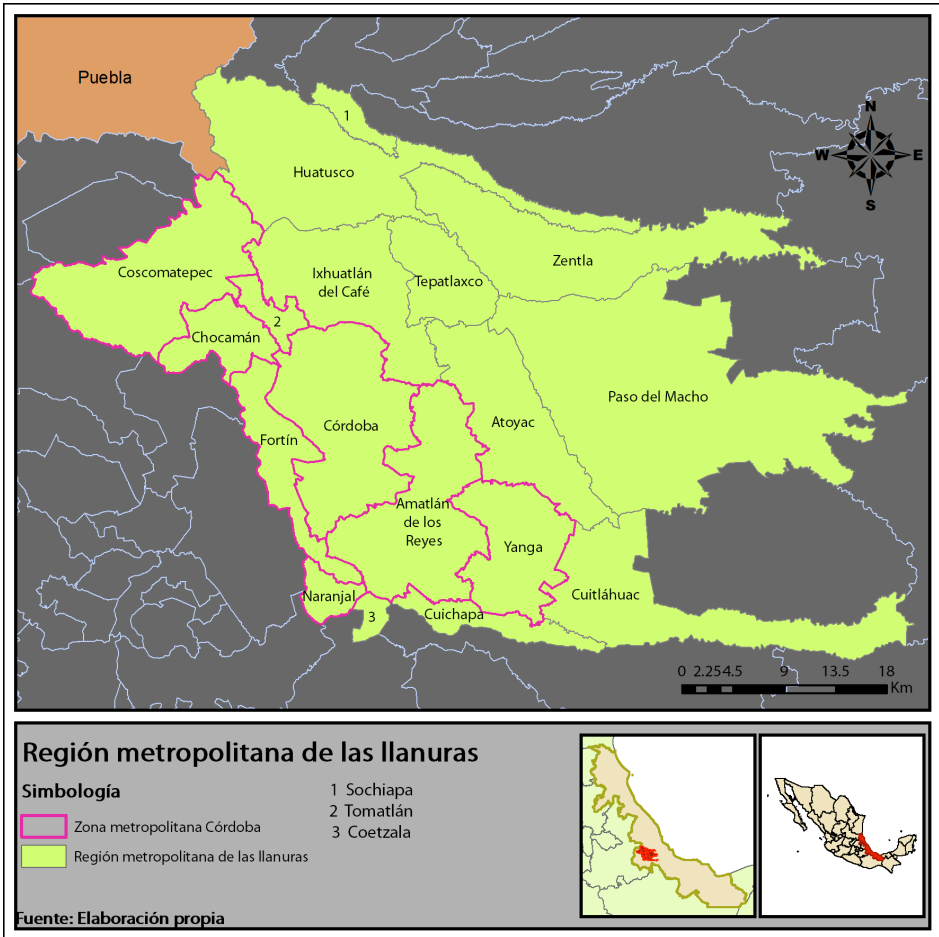 Puebla
1
N
W E
S
Huatusco
Coscomatepec
Ixhuatlán
del Café
Tepatlaxco
Zentla
2
Chocamán
Paso del Macho
Fortín
Córdoba
Atoyac
Amatlán
de los
Reyes
Yanga
Naranjal
3
Cuichapa
Cuitláhuac
0 2.25 4.5 9 13.5 18
Km
Región metropolitana de las llanuras
Simbología
Zona metropolitana Córdoba
Región metropolitana de las llanuras
1 Sochiapa
2 Tomatlán
3 Coetzala
Fuente: Elaboración propia